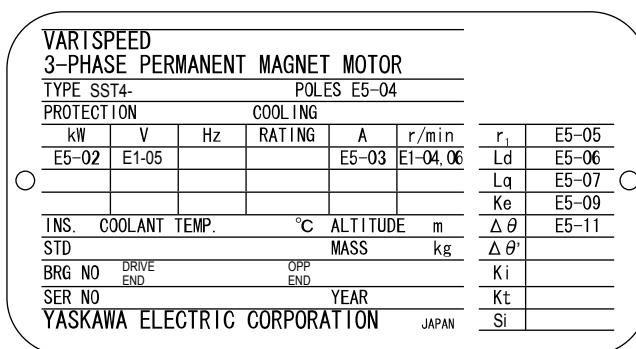 VARISPEED
3-PHASE PERMANENT MAGNET MOTOR
TYPE SST4- POLES E5-04
PROTECTION COOLING
kW V Hz RATING A r/min
E5-02 E1-05 E5-03 E1-04, 06
INS. COOLANT TEMP. °C ALTITUDE m
STD MASS kg
BRG NO DRIVE END OPP END
SER NO YEAR
YASKAWA ELECTRIC CORPORATION JAPAN
r1 E5-05
Ld E5-06
Lq E5-07
Ke E5-09
Δθ E5-11
Δθ'
Ki
Kt
Si